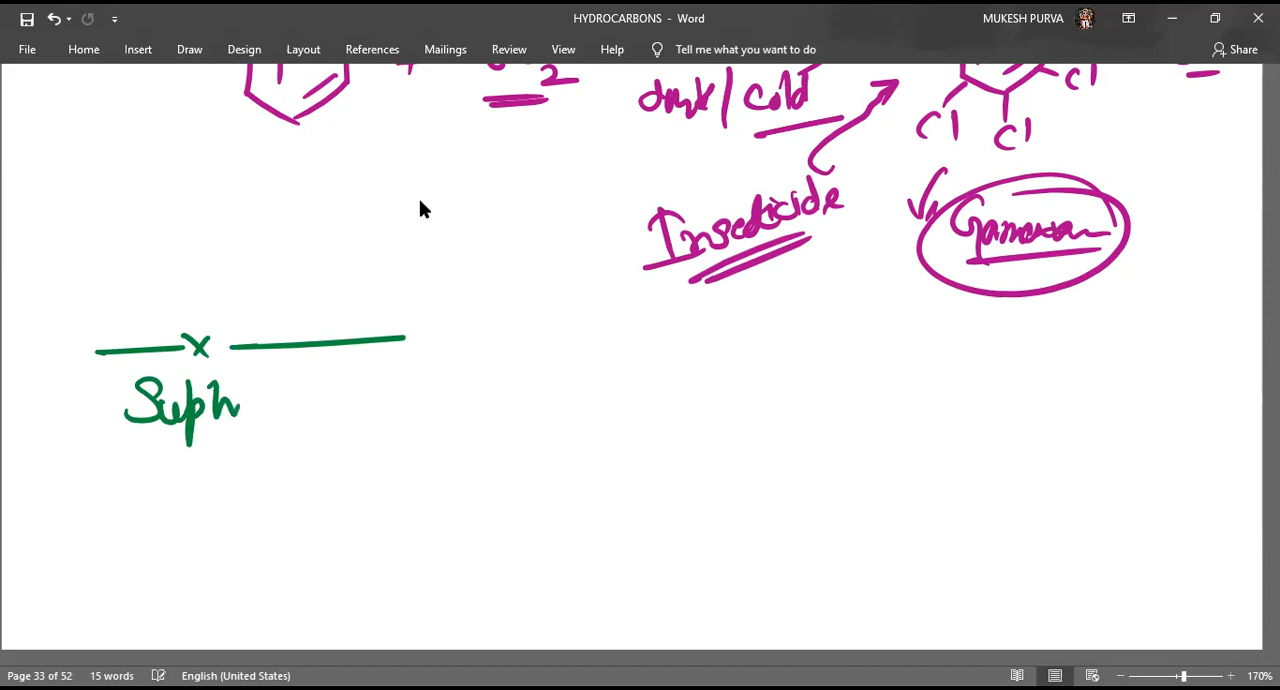 HYDROCARBONS - Word
MUKESH PURVA
File Home Insert Draw Design Layout References Mailings Review View Help Tell me what you want to do Share
+ 2
dark/cold
Cl
Cl
Cl
Insecticide
Gamexan
x
Suph
Page 33 of 52 15 words English (United States) 170%